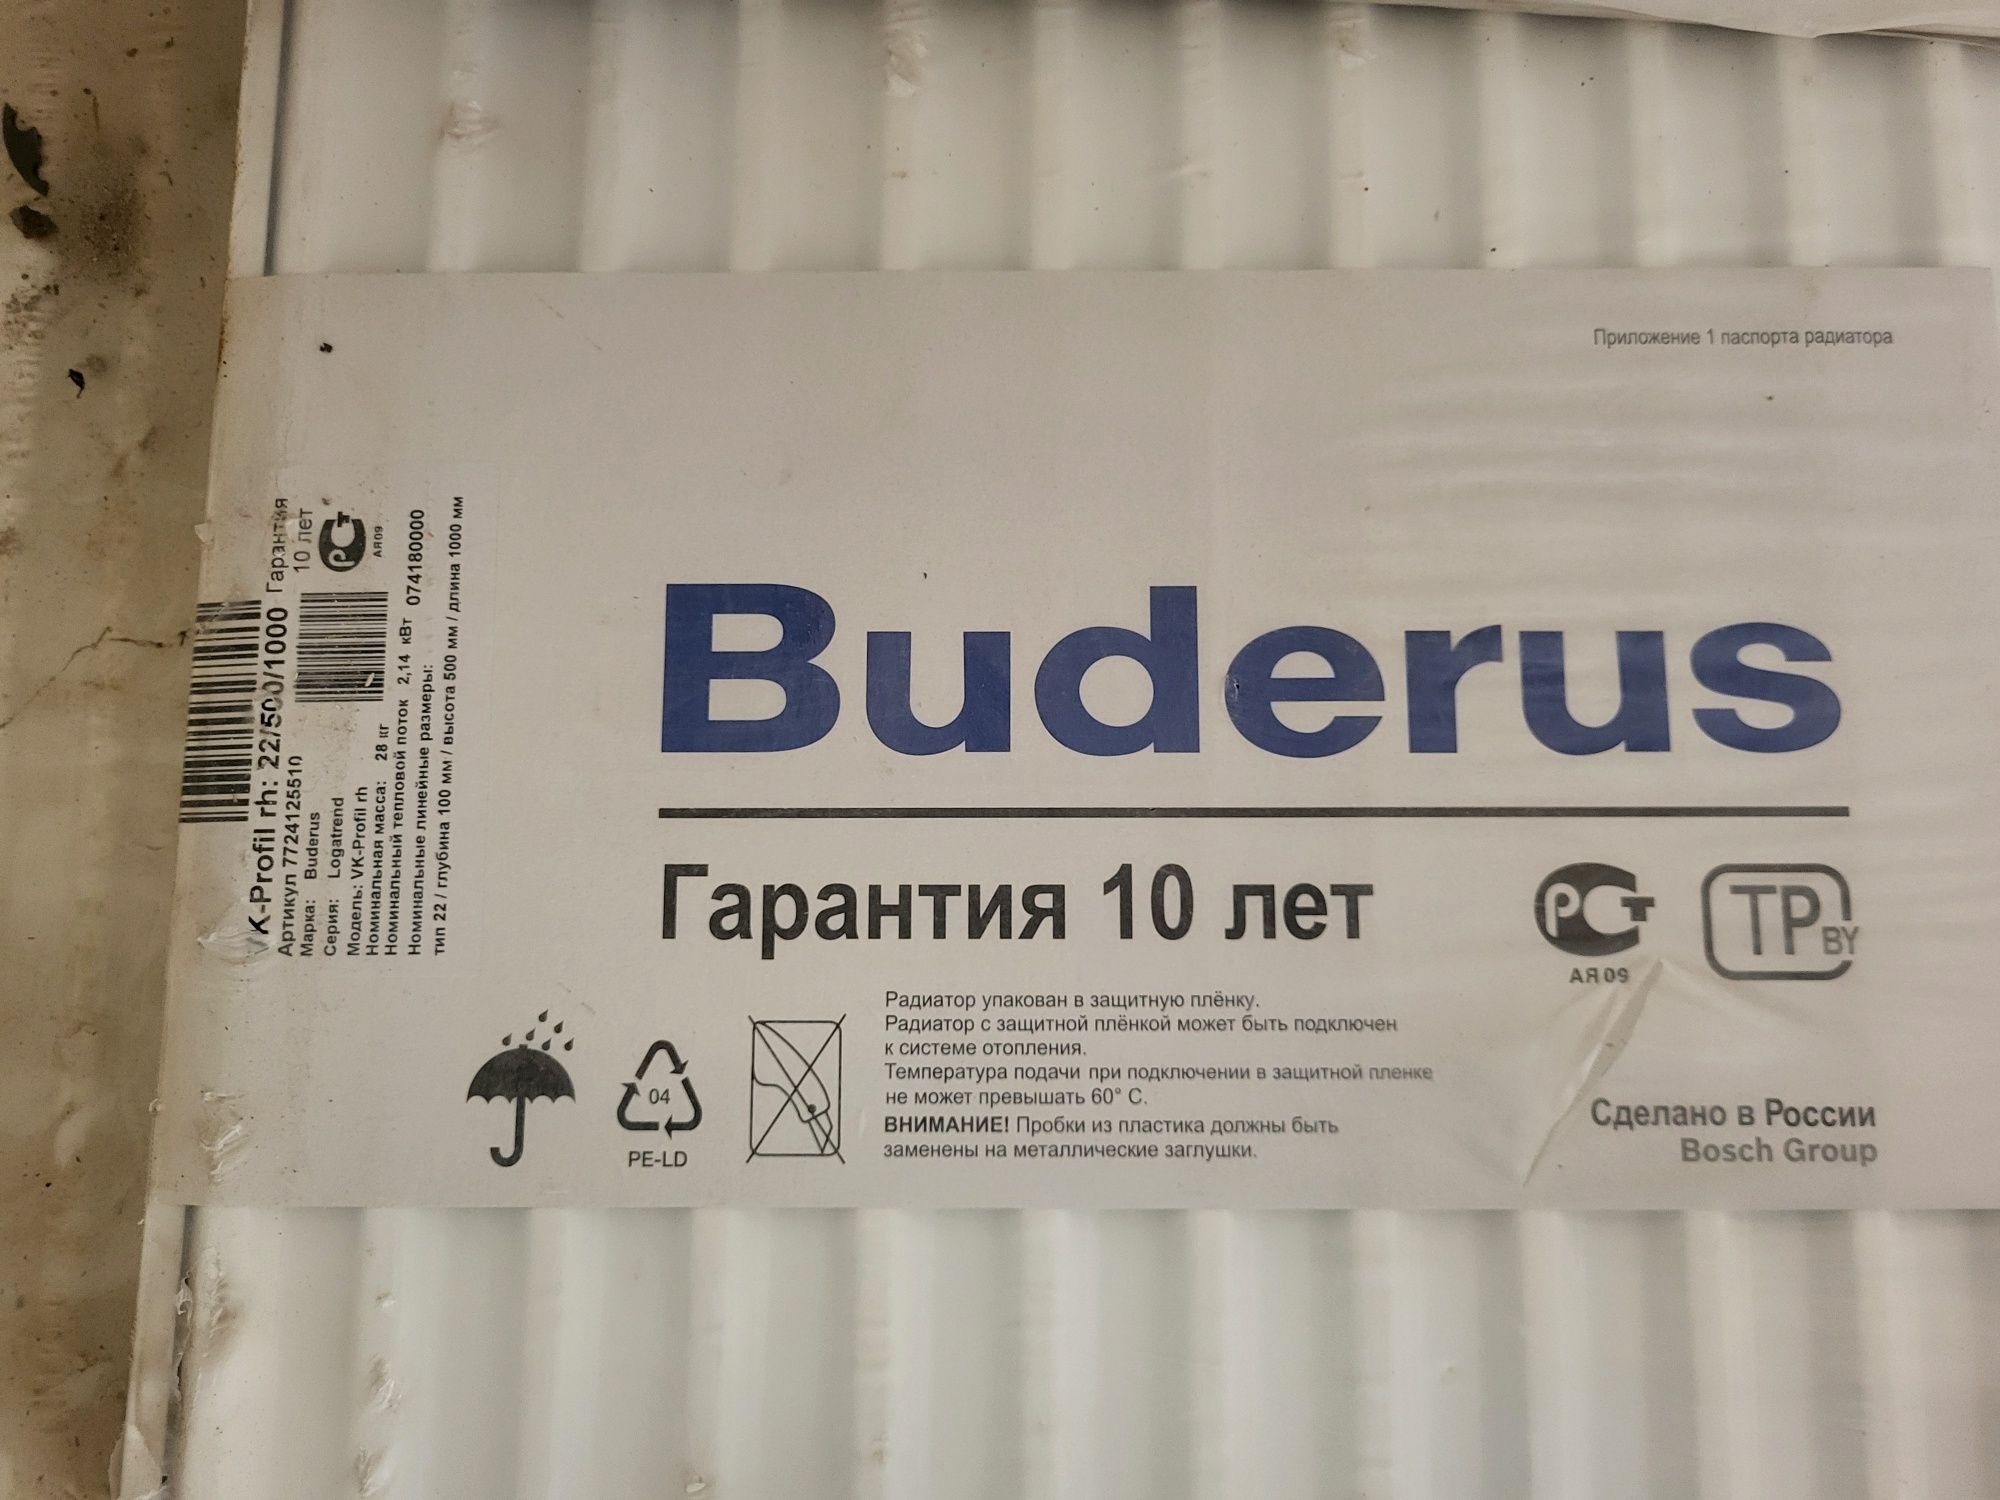 Приложение 1 паспорта радиатора
VK-Profil rh: 22/500/1000 Гарантия
10 лет
Артикул 7724125510
Марка: Buderus
Серия: Logatrend
Модель: VK-Profil rh
Номинальная масса: 28 кг
Номинальный тепловой поток 2,14 кВт 074180000
Номинальные линейные размеры:
тип 22 / глубина 100 мм / высота 500 мм / длина 1000 мм
РСТ
АЯ09
Buderus
Гарантия 10 лет
РСТ
АЯ09
TP BY
04
PE-LD
Радиатор упакован в защитную плёнку.
Радиатор с защитной плёнкой может быть подключен
к системе отопления.
Температура подачи при подключении в защитной пленке
не может превышать 60° С.
ВНИМАНИЕ! Пробки из пластика должны быть
заменены на металлические заглушки.
Сделано в России
Bosch Group